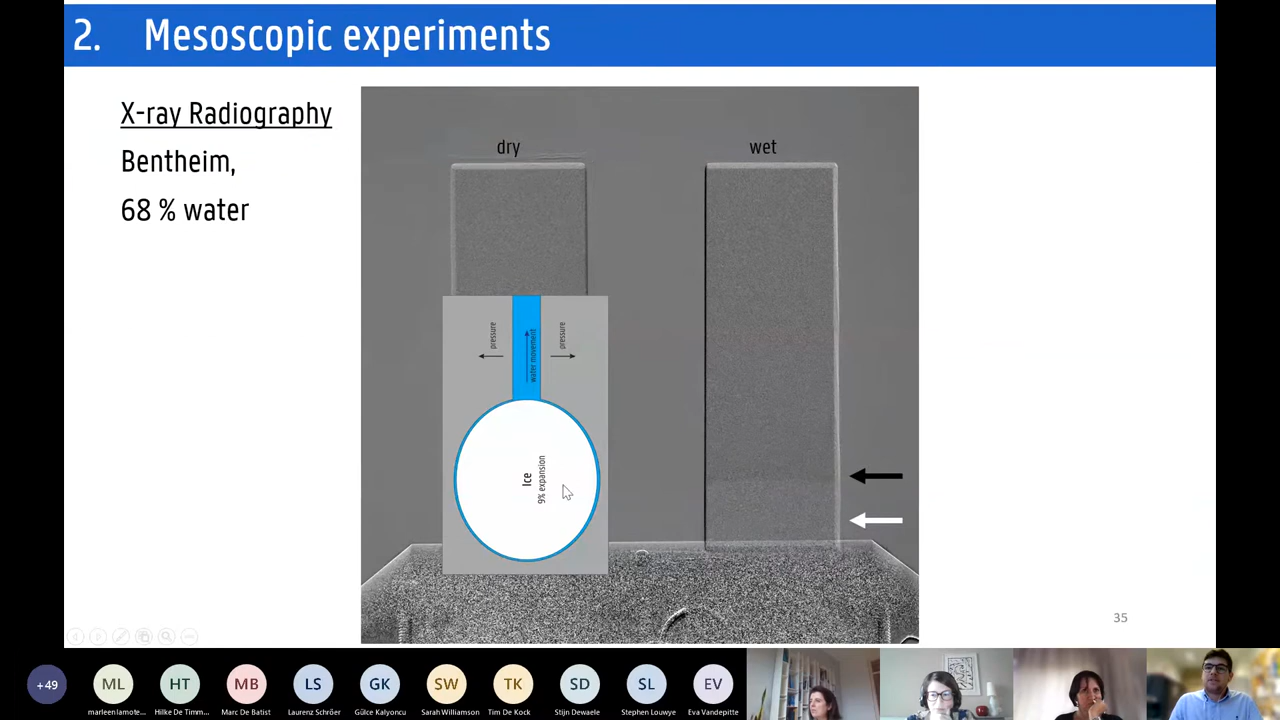 2. Mesoscopic experiments
X-ray Radiography
Bentheim,
68 % water
dry
wet
pressure
water movement
pressure
Ice
9% expansion
35
+49
ML
HT
MB
LS
GK
SW
TK
SD
SL
EV
marleen lamote...
Hilke De Timm...
Marc De Batist
Laurenz Schröer
Gülce Kalyoncu
Sarah Williamson
Tim De Kock
Stijn Dewaele
Stephen Louwye
Eva Vandepitte